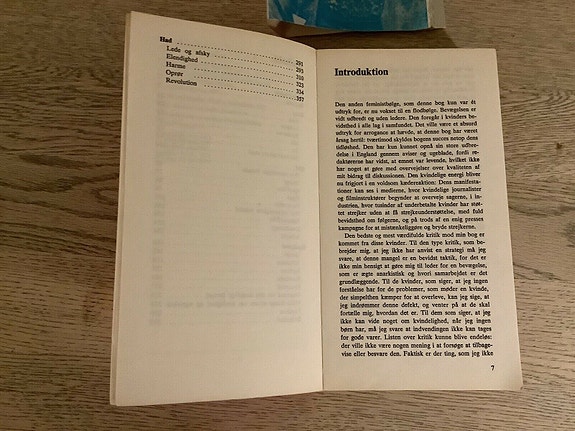 Had 291
Lede og afsky 293
Elendighed 310
Harme 323
Oprør 334
Revolution 357
Introduktion
Den anden feministbølge, som denne bog kun var ét
udtryk for, er nu vokset til en flodbølge. Bevægelsen er
vidt udbredt og uden ledere. Den foregår i kvinders be-
vidsthed i alle lag i samfundet. Det ville være et absurd
udtryk for arrogance at hævde, at denne bog har været
årsag hertil: tværtimod skyldes bogens succes netop dens
tidløshed. Den har kun kunnet opnå sin store udbre-
delse i England gennem aviser og ugeblade, fordi redak-
tørerne har vidst, at emnet var levende, hvilket ikke
har noget at gøre med overvejelser over kvaliteten af
mit bidrag til diskussionen. Den kvindelige energi bliver
nu frigjort i en voldsom kædereaktion: Dens manifestatio-
ner kan ses i medierne, hvor kvindelige journalister
og filminstruktører begynder at overveje sagerne, i in-
dustrien, hvor tusinder af underbetalte kvinder har støt-
tet strejker uden at få strejkeunderstøttelse, med fuld
bevidsthed om følgerne, og på trods af en enig presses
kampagne for at mistænkeliggøre og bryde strejkerne.
Den bedste og mest værdifulde kritik mod min bog er
kommet fra disse kvinder. Til den type kritik, som be-
brejder mig, at jeg ikke har anvist en strategi må jeg
svare, at denne mangel er en bevidst taktik, for det er
ikke min hensigt at gøre mig til leder for en bevægelse,
som er ægte anarkistisk og hvori samarbejdet er det
grundlæggende. Til de kvinder, som siger, at jeg ingen
forståelse har for de problemer, som møder en kvinde,
der simpelthen kæmper for at overleve, kan jeg sige, at
jeg indrømmer denne defekt, og venter på at de skal
fortælle mig, hvordan det er. Til dem som siger, at jeg
ikke kan vide noget om kvindelighed, når jeg ingen
børn har, må jeg svare at indvendingen ikke kan tages
for gode varer. Listen over kritik kunne blive endeløs:
der ville ikke være nogen mening i at forsøge at tilbage-
vise eller besvare den. Faktisk er der ting, som jeg ikke
7